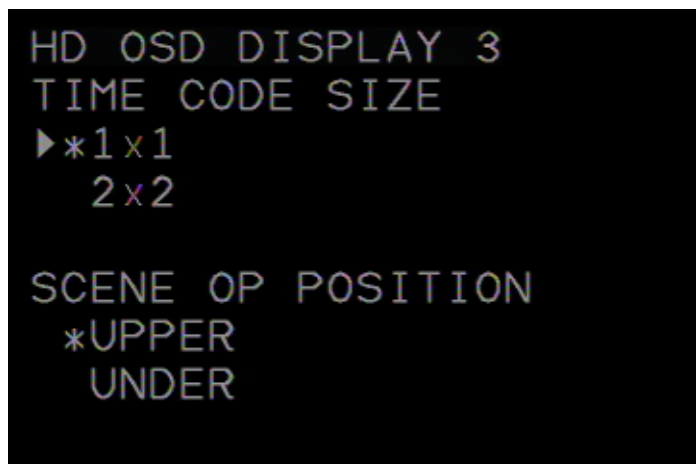 HD OSD DISPLAY 3
TIME CODE SIZE
▶*1x1
2x2
SCENE OP POSITION
*UPPER
UNDER